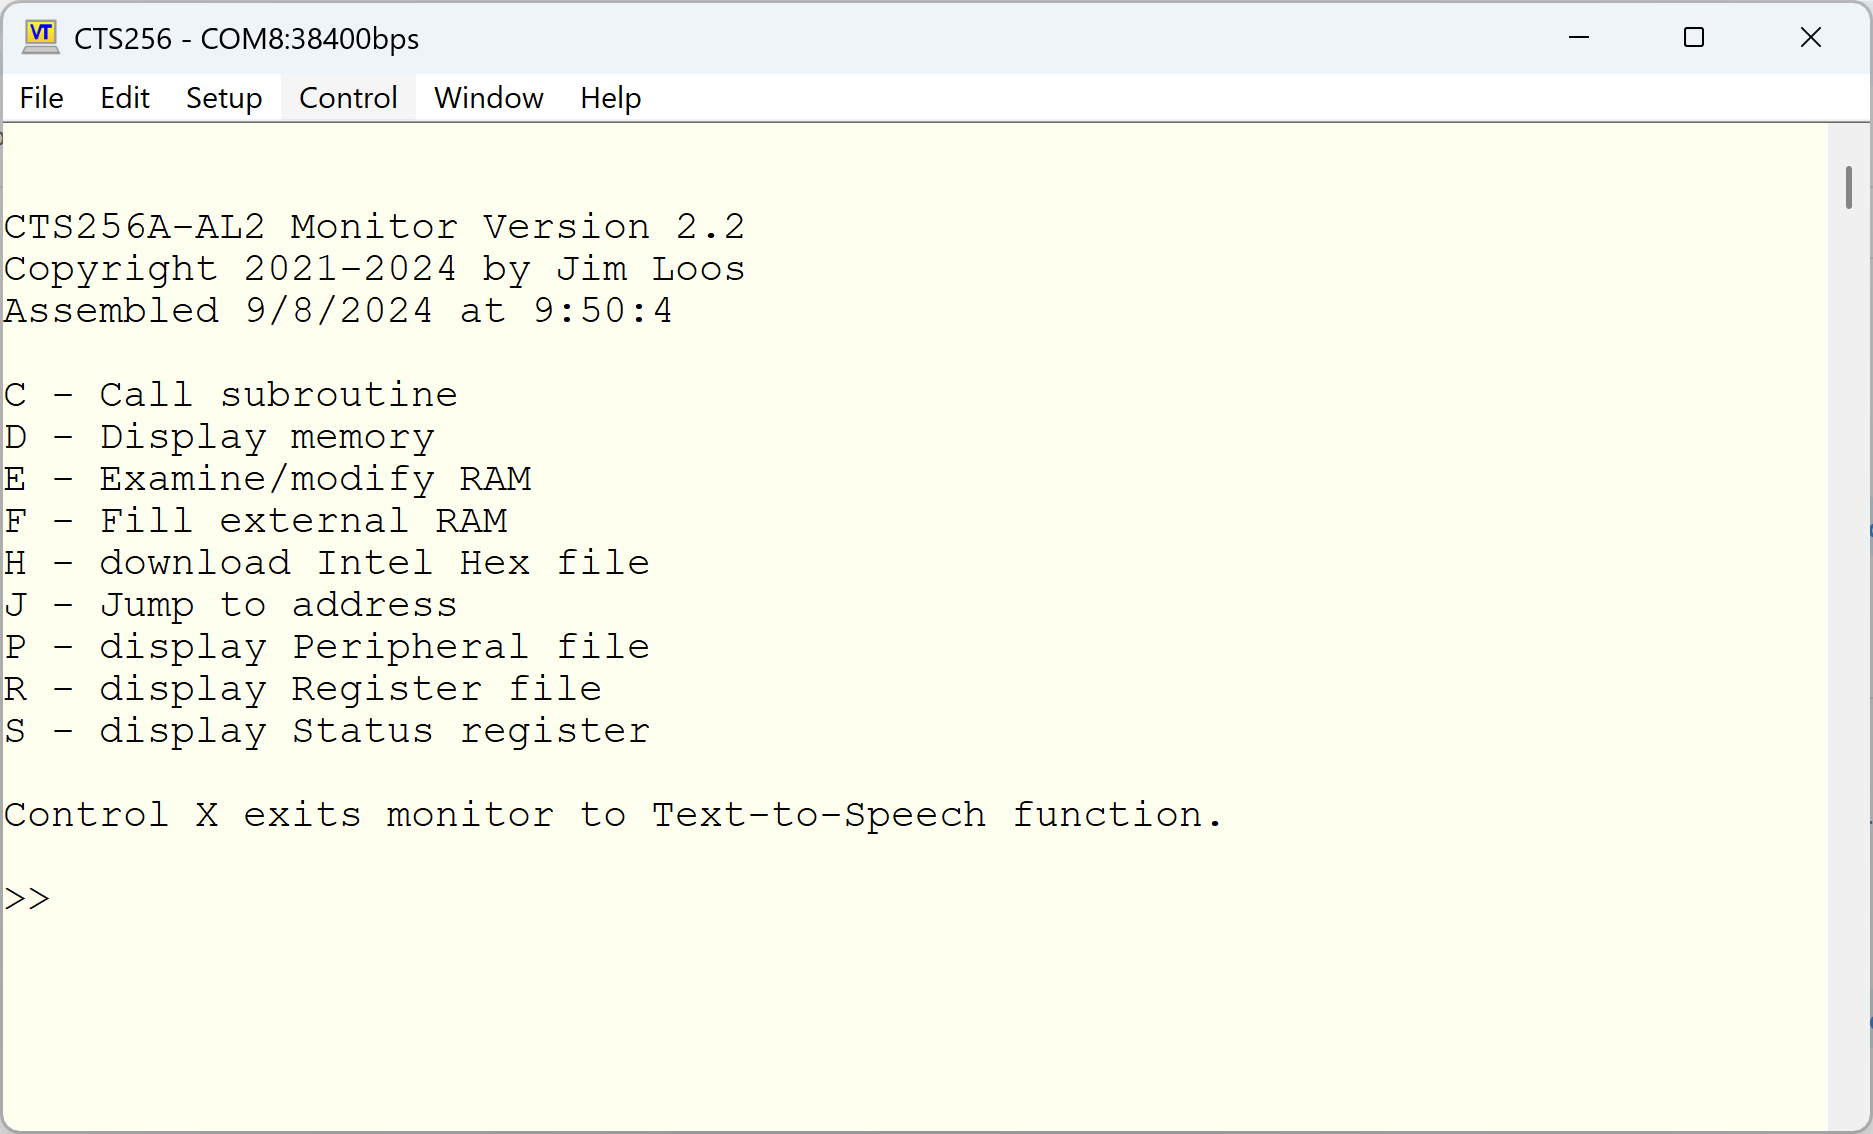 VT CTS256 - COM8:38400bps
File Edit Setup Control Window Help
CTS256A-AL2 Monitor Version 2.2
Copyright 2021-2024 by Jim Loos
Assembled 9/8/2024 at 9:50:4
C - Call subroutine
D - Display memory
E - Examine/modify RAM
F - Fill external RAM
H - download Intel Hex file
J - Jump to address
P - display Peripheral file
R - display Register file
S - display Status register
Control X exits monitor to Text-to-Speech function.
>>